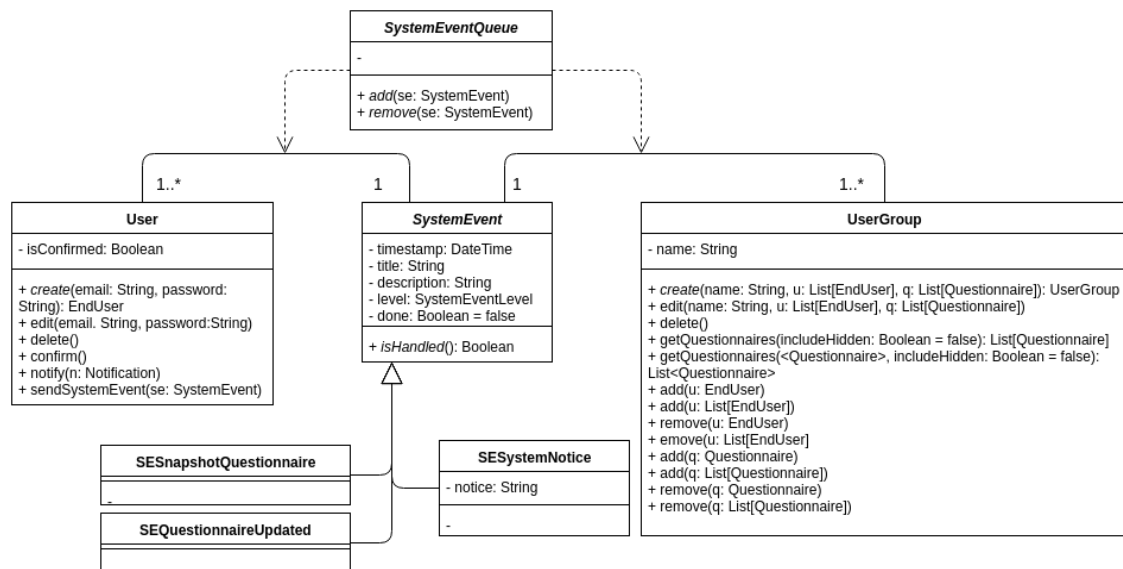 SystemEventQueue
-
+ add(se: SystemEvent)
+ remove(se: SystemEvent)
1..*
1
1
1..*
User
- isConfirmed: Boolean
+ create(email: String, password:
String): EndUser
+ edit(email. String, password:String)
+ delete()
+ confirm()
+ notify(n: Notification)
+ sendSystemEvent(se: SystemEvent)
SystemEvent
- timestamp: DateTime
- title: String
- description: String
- level: SystemEventLevel
- done: Boolean = false
+ isHandled(): Boolean
UserGroup
- name: String
+ create(name: String, u: List[EndUser], q: List[Questionnaire]): UserGroup
+ edit(name: String, u: List[EndUser], q: List[Questionnaire])
+ delete()
+ getQuestionnaires(includeHidden: Boolean = false): List[Questionnaire]
+ getQuestionnaires(<Questionnaire>, includeHidden: Boolean = false):
List<Questionnaire>
+ add(u: EndUser)
+ add(u: List[EndUser])
+ remove(u: EndUser)
+ emove(u: List[EndUser]
+ add(q: Questionnaire)
+ add(q: List[Questionnaire])
+ remove(q: Questionnaire)
+ remove(q: List[Questionnaire])
SESnapshotQuestionnaire
-
SESystemNotice
- notice: String
-
SEQuestionnaireUpdated